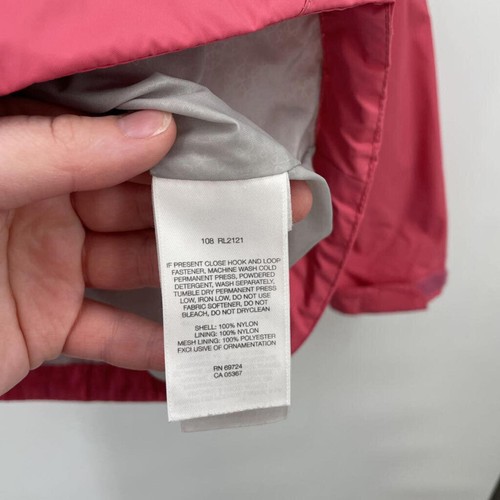 108 RL2121
IF PRESENT CLOSE HOOK AND LOOP
FASTENER, MACHINE WASH COLD
PERMANENT PRESS, POWDERED
DETERGENT, WASH SEPARATELY,
TUMBLE DRY PERMANENT PRESS
LOW, IRON LOW, DO NOT USE
FABRIC SOFTENER, DO NOT
BLEACH, DO NOT DRYCLEAN
SHELL: 100% NYLON
LINING: 100% NYLON
MESH LINING: 100% POLYESTER
EXCLUSIVE OF ORNAMENTATION
RN 69724
CA 05367